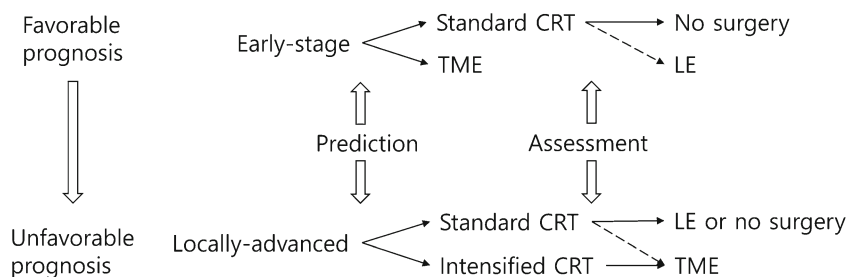 Favorable
prognosis
Early-stage
Standard CRT
No surgery
TME
LE
Prediction
Assessment
Unfavorable
prognosis
Locally-advanced
Standard CRT
LE or no surgery
Intensified CRT
TME